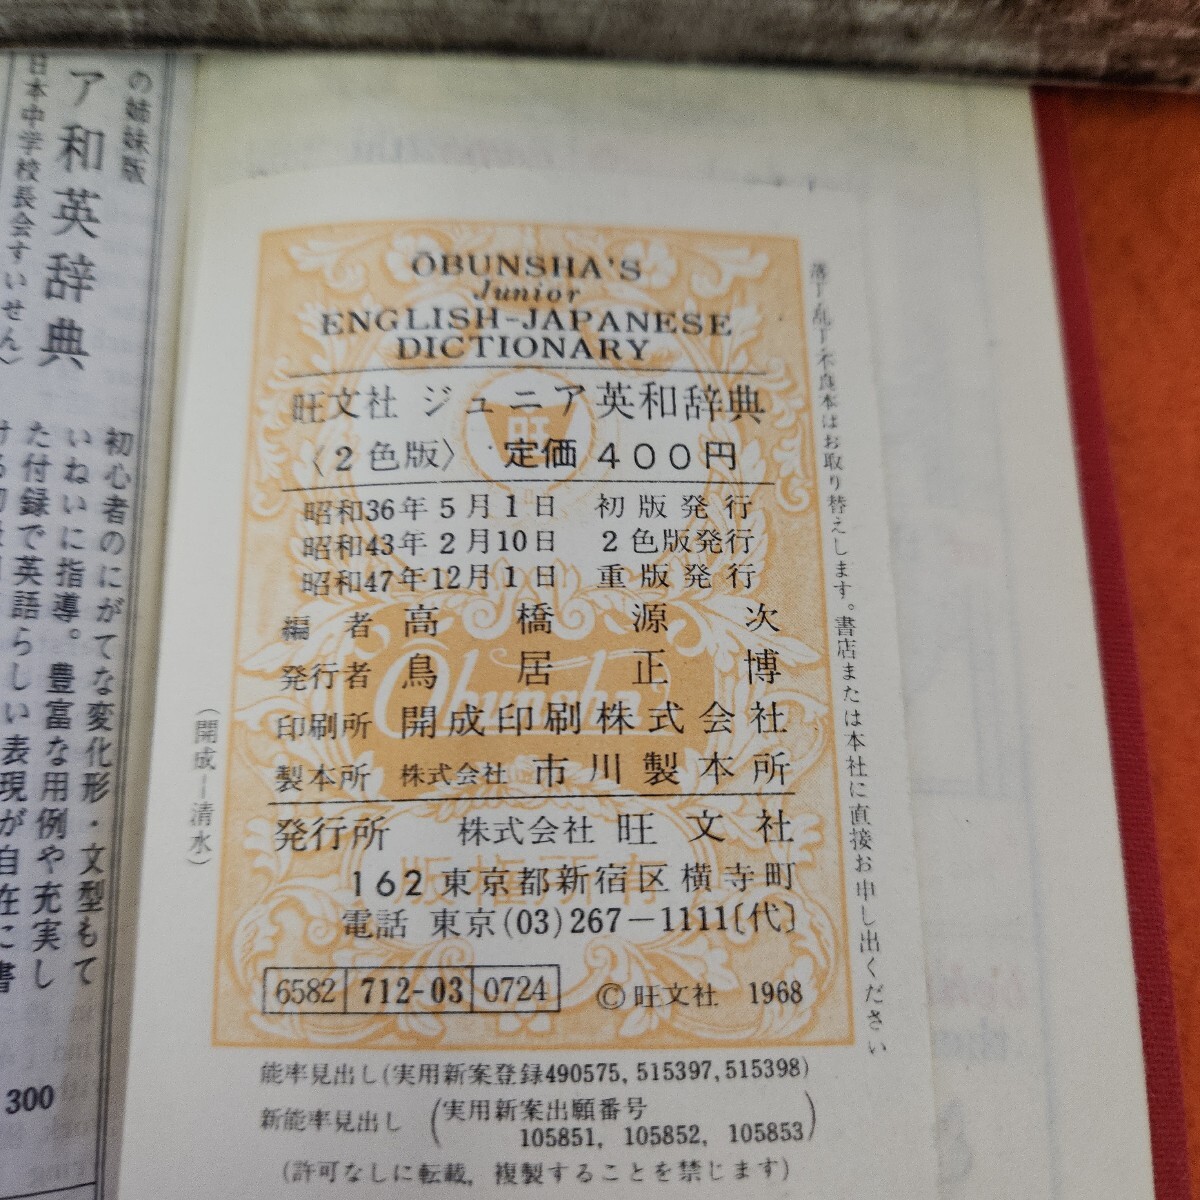 ŌBUNSHA'S
Junior
ENGLISH-JAPANESE
DICTIONARY
旺文社 ジュニア英和辞典
〈2色版〉 定価400円
昭和36年5月1日 初版発行
昭和43年2月10日 2色版発行
昭和47年12月1日 重版発行
編者 高橋源次
発行者 鳥居正博
印刷所 開成印刷株式会社
製本所 株式会社 市川製本所
発行所 株式会社 旺文社
162 東京都新宿区横寺町
電話 東京(03)267-1111〔代〕
6582 712-03 0724 ©旺文社 1968
旺
Obunsha
版権所有
能率見出し(実用新案登録490575, 515397, 515398)
新能率見出し (実用新案出願番号
105851, 105852, 105853)
(許可なしに転載, 複製することを禁じます)
落丁乱丁不良本はお取り替えします。書店または本社に直接お申し出ください
(開成—清水)
の姉妹版
ア和英辞典
日本中学校長会すいせん〉
初心者のにがてな変化形・文型もて
いねいに指導。豊富な用例や充実し
た付録で英語らしい表現が自在に書
300